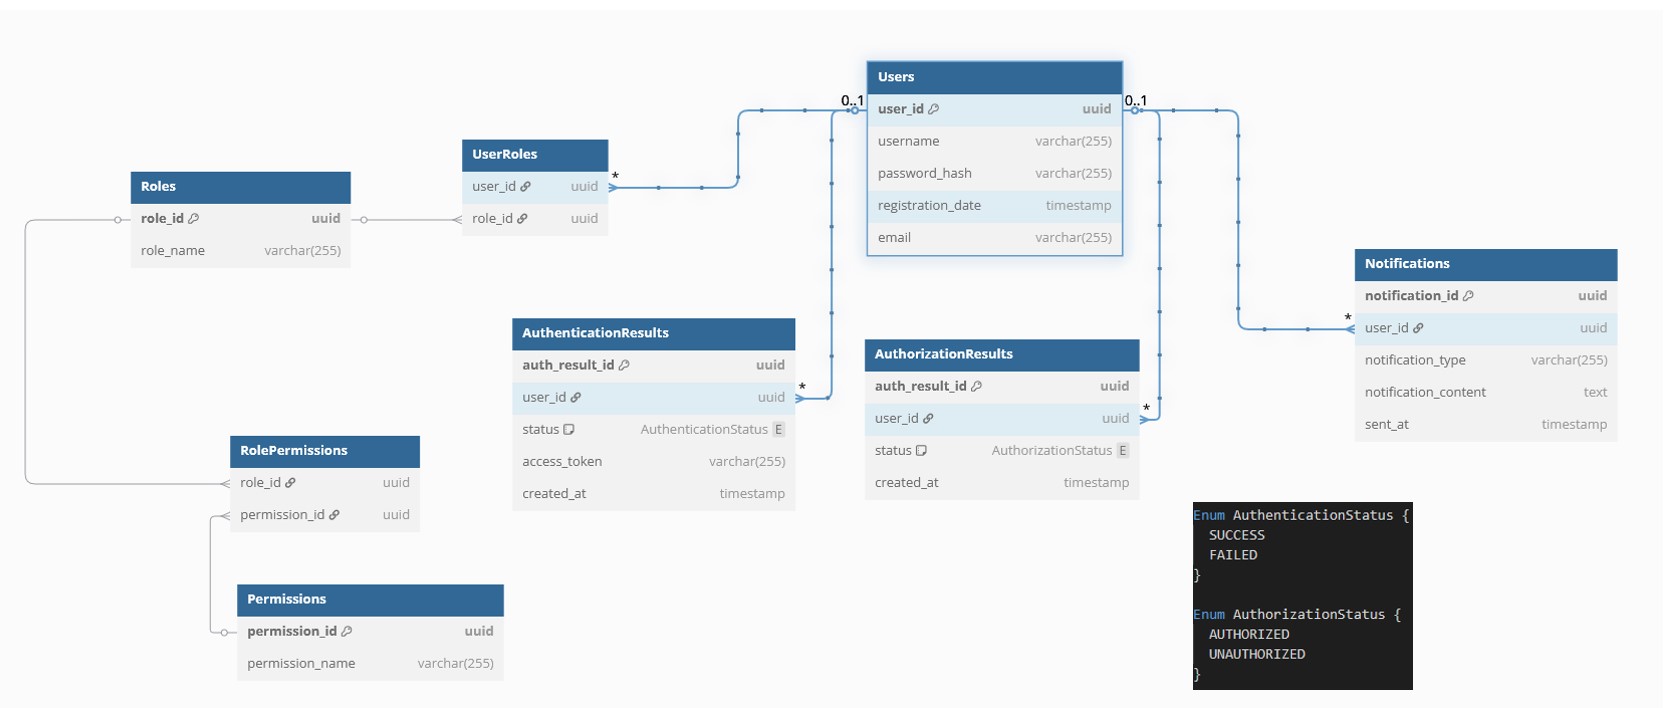 Users
0..1
0..1
user_id uuid
username varchar(255)
password_hash varchar(255)
registration_date timestamp
email varchar(255)
UserRoles
user_id uuid
*
role_id uuid
Roles
role_id uuid
role_name varchar(255)
Notifications
notification_id uuid
*
user_id uuid
notification_type varchar(255)
notification_content text
sent_at timestamp
AuthenticationResults
auth_result_id uuid
*
user_id uuid
status AuthenticationStatus E
access_token varchar(255)
created_at timestamp
AuthorizationResults
auth_result_id uuid
*
user_id uuid
status AuthorizationStatus E
created_at timestamp
RolePermissions
role_id uuid
permission_id uuid
Permissions
permission_id uuid
permission_name varchar(255)
Enum AuthenticationStatus {
SUCCESS
FAILED
}
Enum AuthorizationStatus {
AUTHORIZED
UNAUTHORIZED
}